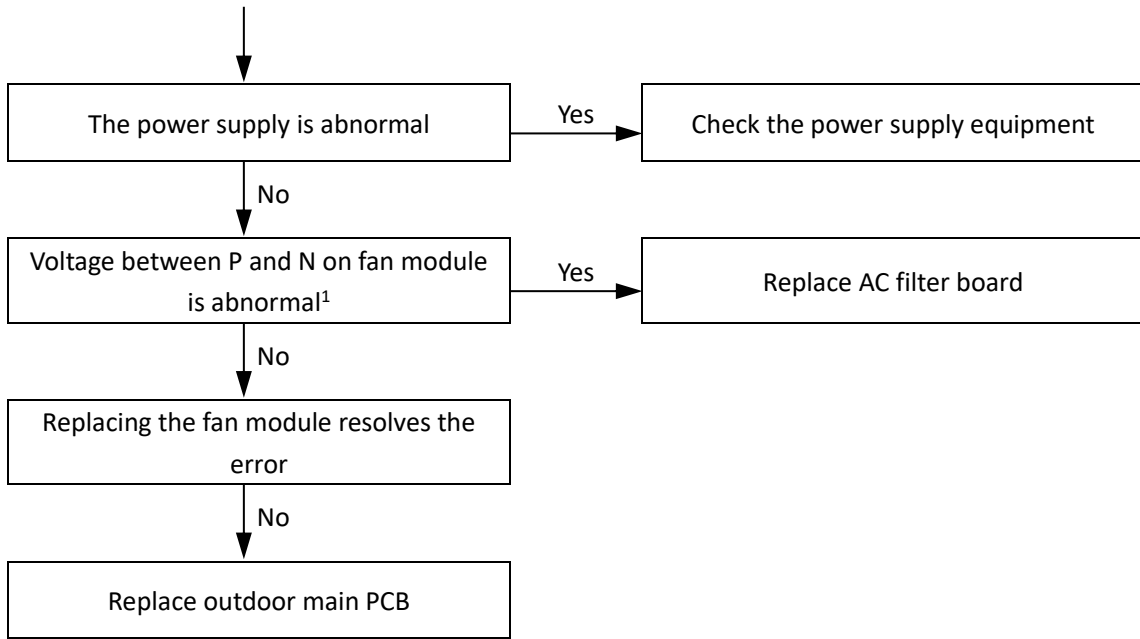 The power supply is abnormal
Yes
Check the power supply equipment
No
Voltage between P and N on fan module
is abnormal¹
Yes
Replace AC filter board
No
Replacing the fan module resolves the
error
No
Replace outdoor main PCB